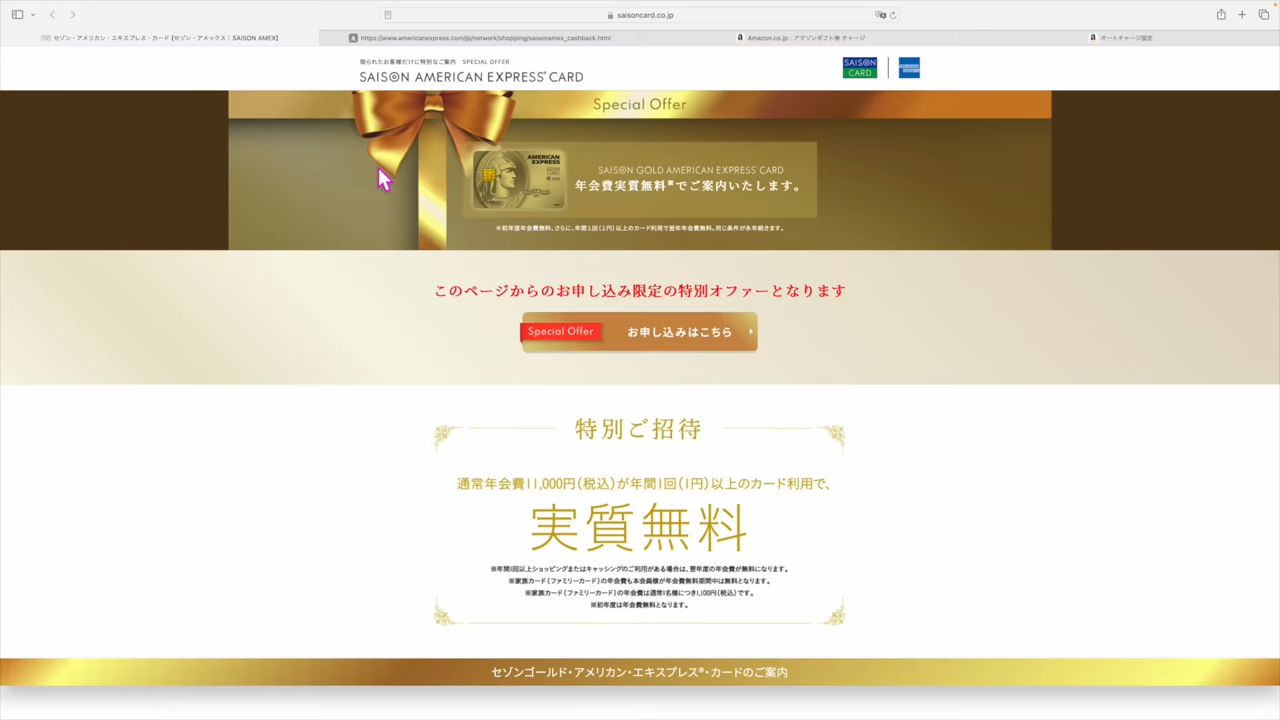 saisoncard.co.jp
セゾン・アメリカン・エキスプレス・カード【セゾン・アメックス｜SAISON AMEX】
https://www.americanexpress.com/jp/network/shopping/saisonamex_cashback.html
Amazon.co.jp : アマゾンギフト券 チャージ
オートチャージ設定
限られたお客様だけに特別なご案内 SPECIAL OFFER
SAISON AMERICAN EXPRESS® CARD
SAISON CARD
Special Offer
AMERICAN EXPRESS
SAISON GOLD AMERICAN EXPRESS® CARD
年会費実質無料※でご案内いたします。
※初年度年会費無料、さらに、年間1回（1円）以上のカード利用で翌年年会費無料。同じ条件が永年続きます。
このページからのお申し込み限定の特別オファーとなります
Special Offer お申し込みはこちら
特別ご招待
通常年会費11,000円（税込）が年間1回（1円）以上のカード利用で、
実質無料
※年間1回以上ショッピングまたはキャッシングのご利用がある場合は、翌年度の年会費が無料になります。
※家族カード（ファミリーカード）の年会費も本会員様が年会費無料期間中は無料となります。
※家族カード（ファミリーカード）の年会費は通常1名様につき1,100円（税込）です。
※初年度は年会費無料となります。
セゾンゴールド・アメリカン・エキスプレス®・カードのご案内